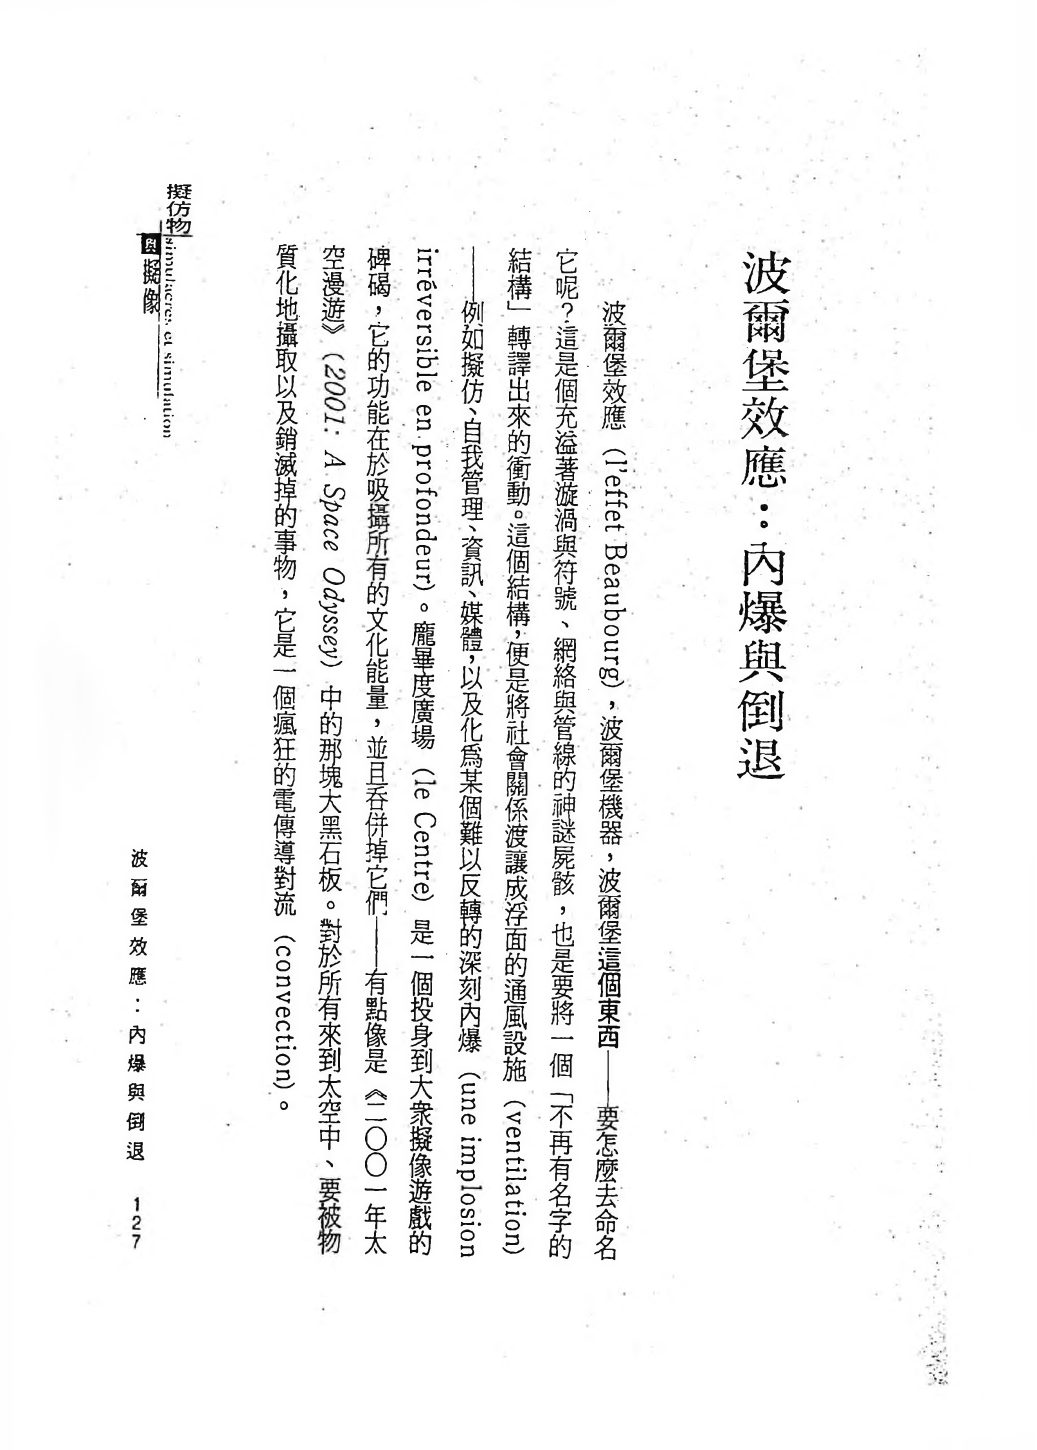 波爾堡效應：內爆與倒退
波爾堡效應（l'effet Beaubourg），波爾堡機器，波爾堡這個東西——要怎麼去命名
它呢？這是個充溢著漩渦與符號、網絡與管線的神謎屍骸，也是要將一個「不再有名字的
結構」轉譯出來的衝動。這個結構，便是將社會關係渡讓成浮面的通風設施（ventilation）
——例如擬仿、自我管理、資訊、媒體，以及化為某個難以反轉的深刻內爆（une implosion
irréversible en profondeur）。龐畢度廣場（le Centre）是一個投身到大眾擬像遊戲的
碑碣，它的功能在於吸攝所有的文化能量，並且吞併掉它們——有點像是《二〇〇一年太
空漫遊》（2001: A Space Odyssey）中的那塊大黑石板。對於所有來到太空中、要被物
質化地攝取以及銷滅掉的事物，它是一個瘋狂的電傳導對流（convection）。
擬仿物
simulacres et simulation
與擬像
波爾堡效應：內爆與倒退 127